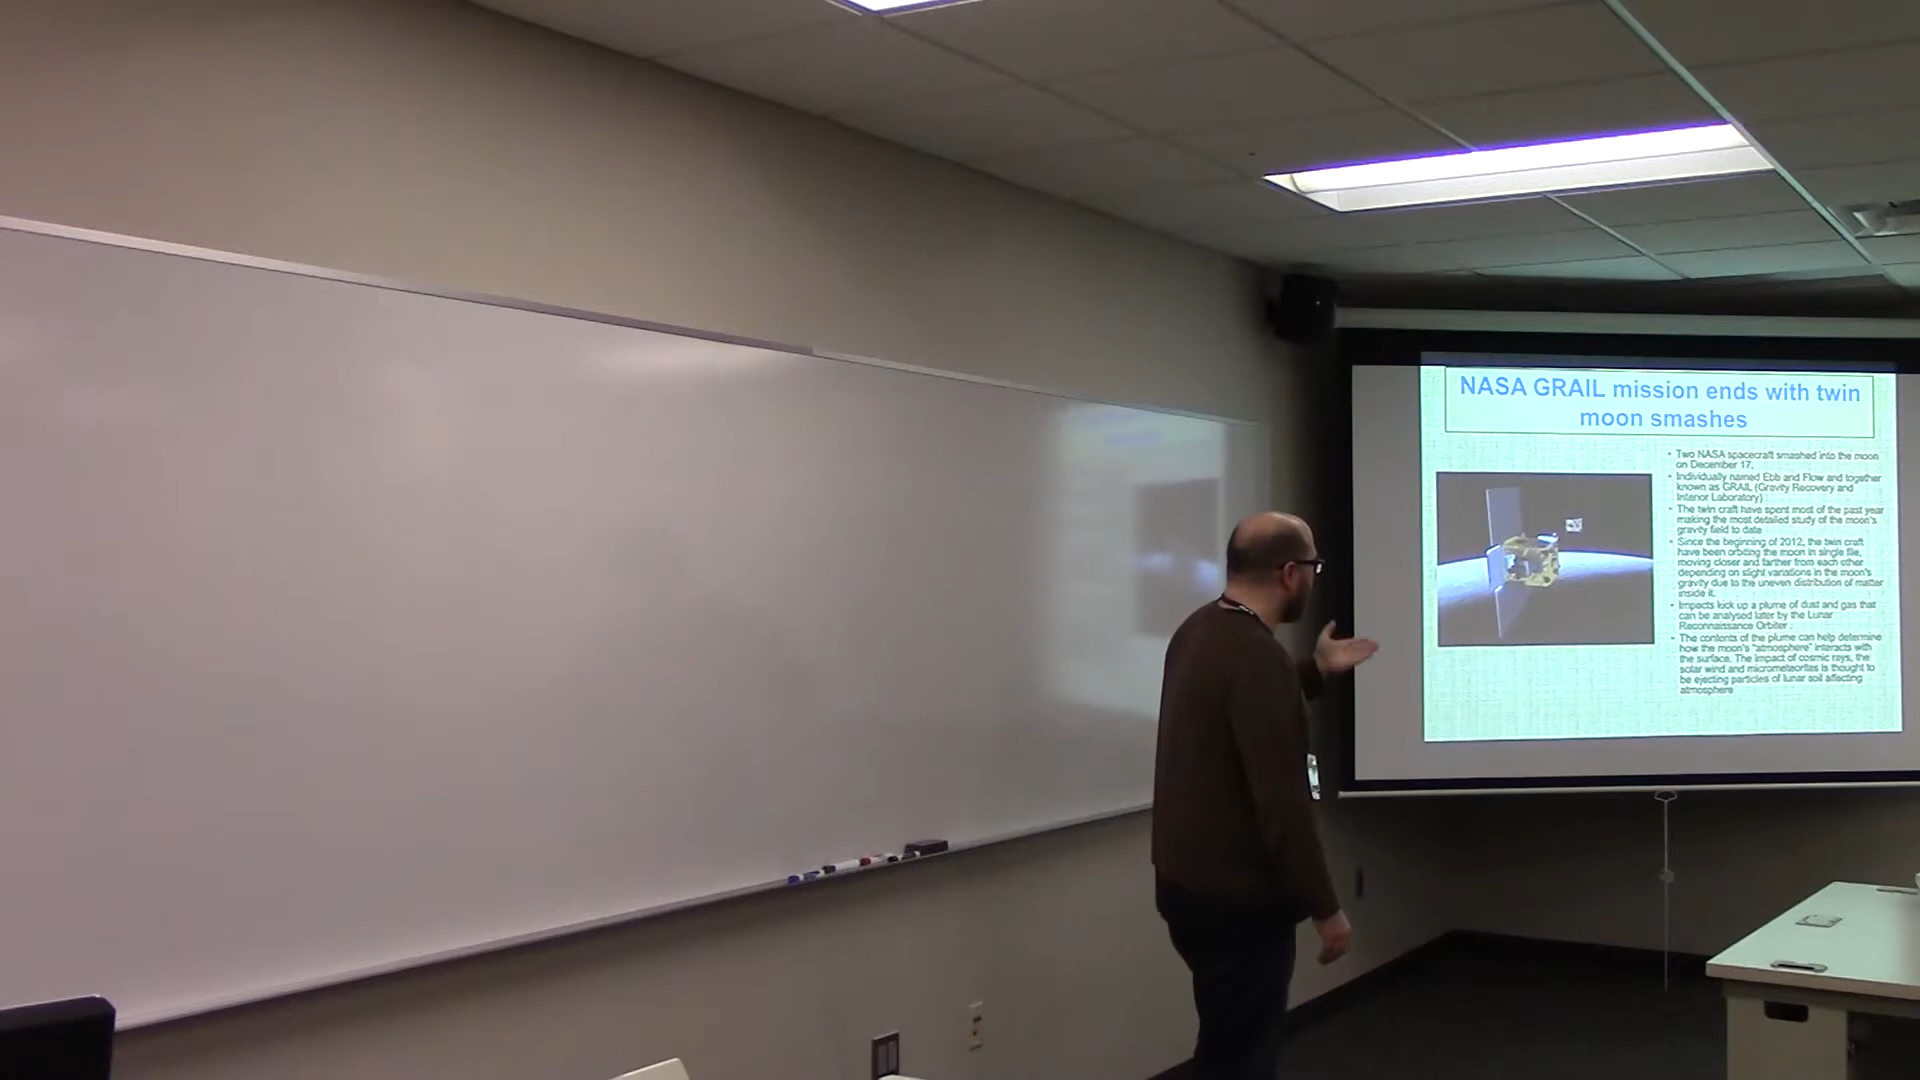 NASA GRAIL mission ends with twin
moon smashes
• Two NASA spacecraft smashed into the moon
on December 17,
• Individually named Ebb and Flow and together
known as GRAIL (Gravity Recovery and
Interior Laboratory)
• The twin craft have spent most of the past year
making the most detailed study of the moon's
gravity field to date
• Since the beginning of 2012, the twin craft
have been orbiting the moon in single file,
moving closer and farther from each other
depending on slight variations in the moon's
gravity due to the uneven distribution of matter
inside it.
• Impacts kick up a plume of dust and gas that
can be analysed later by the Lunar
Reconnaissance Orbiter .
• The contents of the plume can help determine
how the moon's "atmosphere" interacts with
the surface. The impact of cosmic rays, the
solar wind and micrometeorites is thought to
be ejecting particles of lunar soil affecting
atmosphere